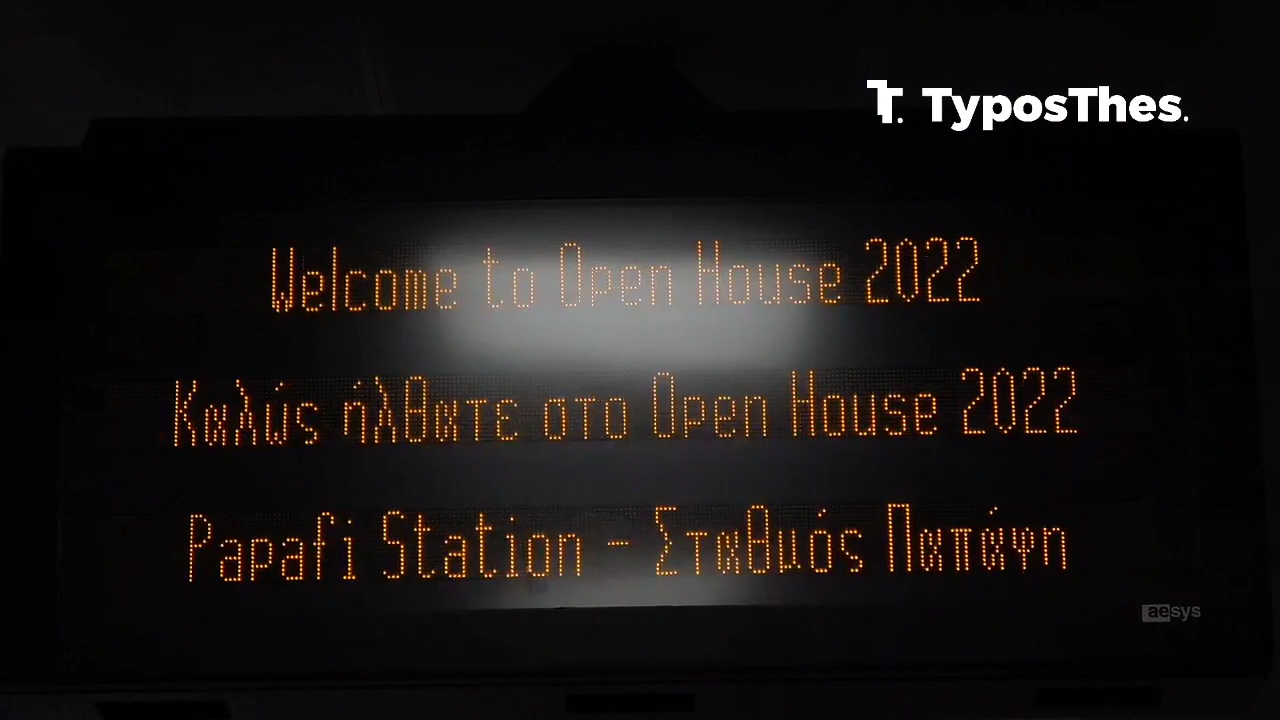 T. TyposThes.
Welcome to Open House 2022
Καλώς ήλθατε στο Open House 2022
Papafi Station - Σταθμός Παπάφη
aesys